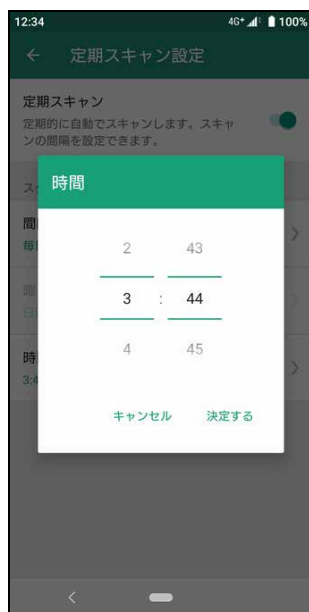 12:34 4G+ 100%
定期スキャン設定
定期スキャン
定期的に自動でスキャンします。スキャ
ンの間隔を設定できます。
時間
2 43
3 : 44
4 45
キャンセル 決定する